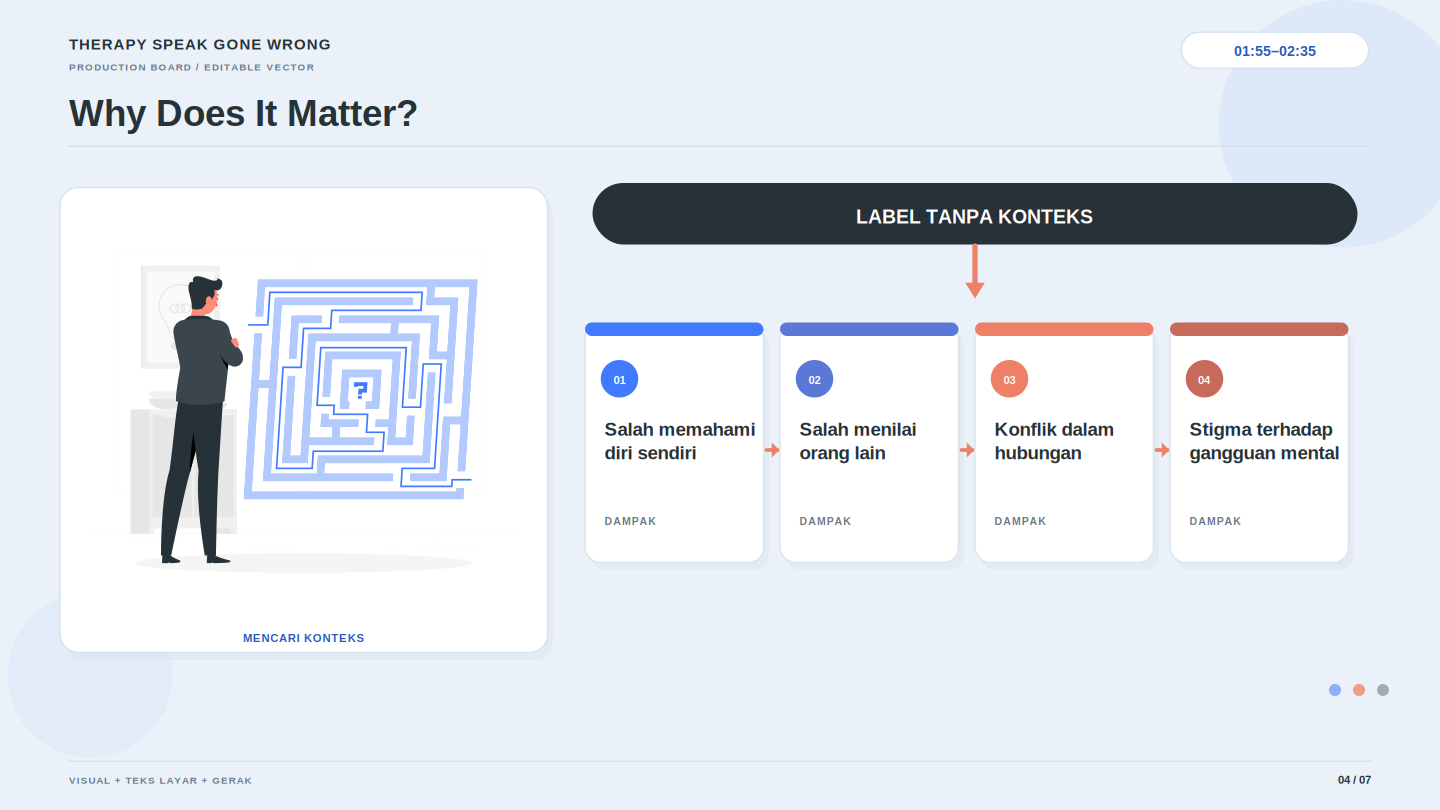 THERAPY SPEAK GONE WRONG
PRODUCTION BOARD / EDITABLE VECTOR
01:55–02:35
Why Does It Matter?
?
MENCARI KONTEKS
LABEL TANPA KONTEKS
01
Salah memahami
diri sendiri
DAMPAK
02
Salah menilai
orang lain
DAMPAK
03
Konflik dalam
hubungan
DAMPAK
04
Stigma terhadap
gangguan mental
DAMPAK
VISUAL + TEKS LAYAR + GERAK
04 / 07